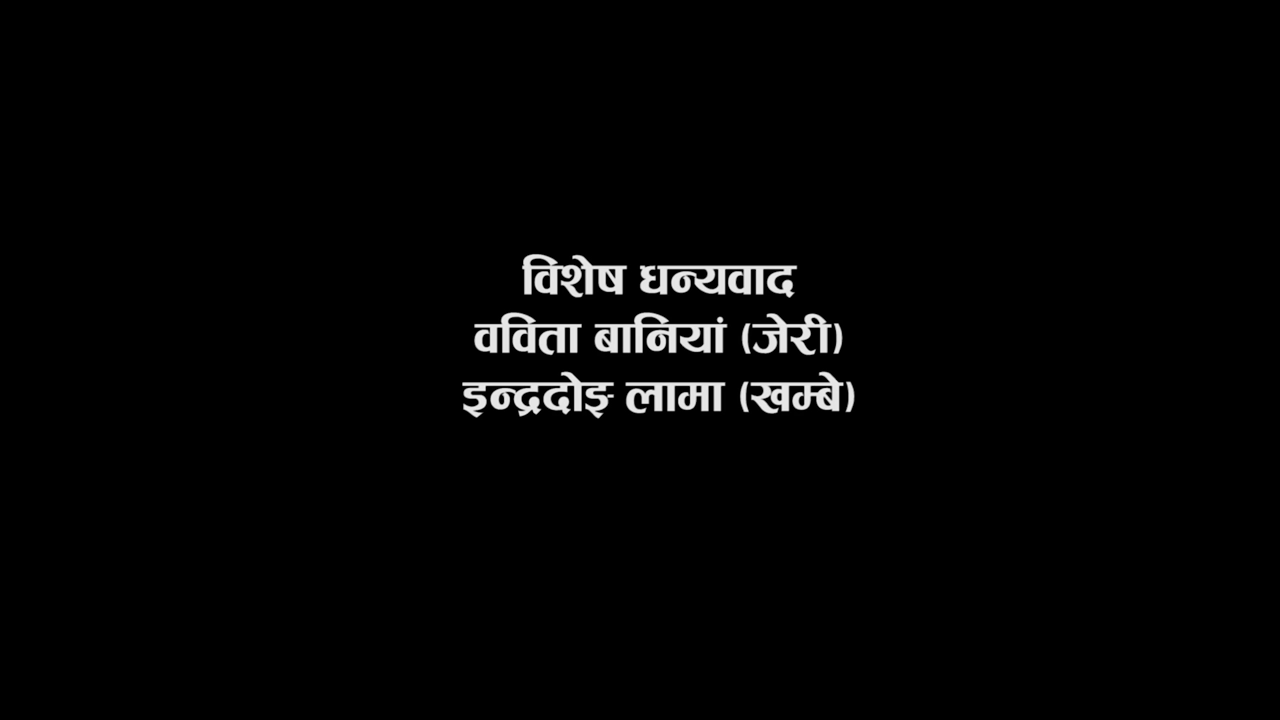 विशेष धन्यवाद
वविता बानियां (जेरी)
इन्द्रदोङ लामा (खम्बे)